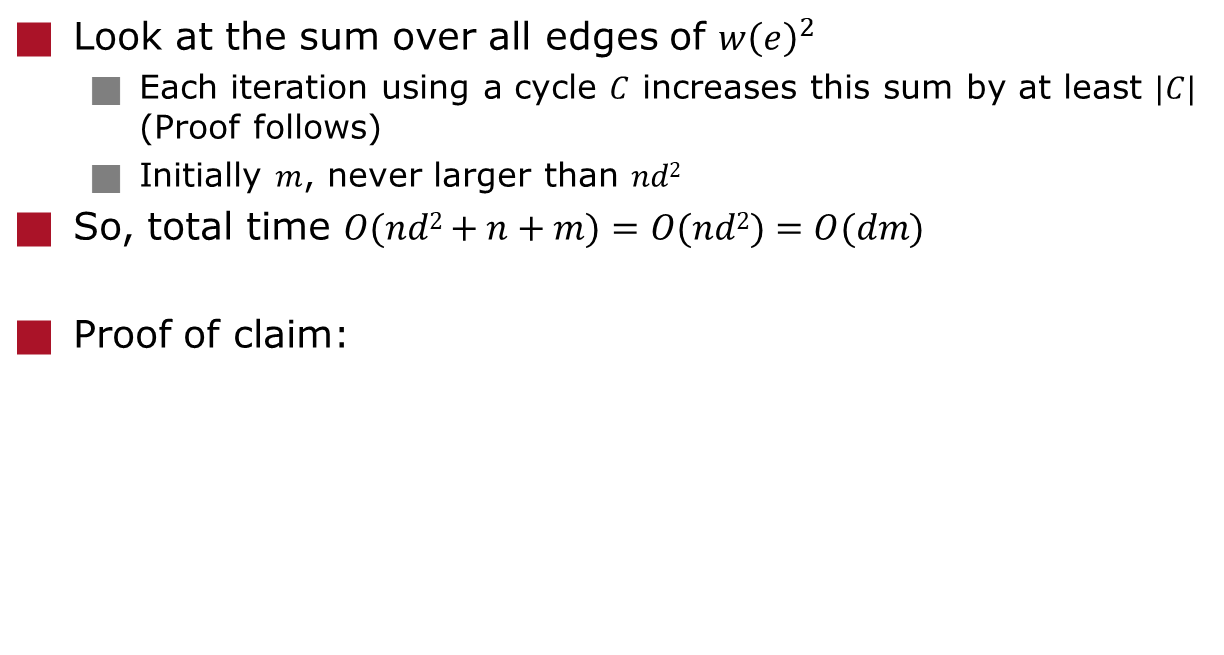 Look at the sum over all edges of w(e)²
Each iteration using a cycle C increases this sum by at least |C|
(Proof follows)
Initially m, never larger than nd²
So, total time O(nd² + n + m) = O(nd²) = O(dm)
Proof of claim: